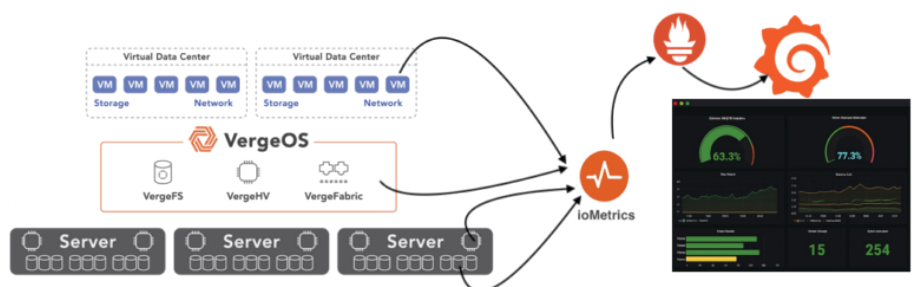 Virtual Data Center
Virtual Data Center
VM VM VM VM VM
VM VM VM VM VM
Storage Network
Storage Network
VergeOS
VergeFS VergeHV VergeFabric
ioMetrics
Server Server Server
63.3%
77.3%
15
254